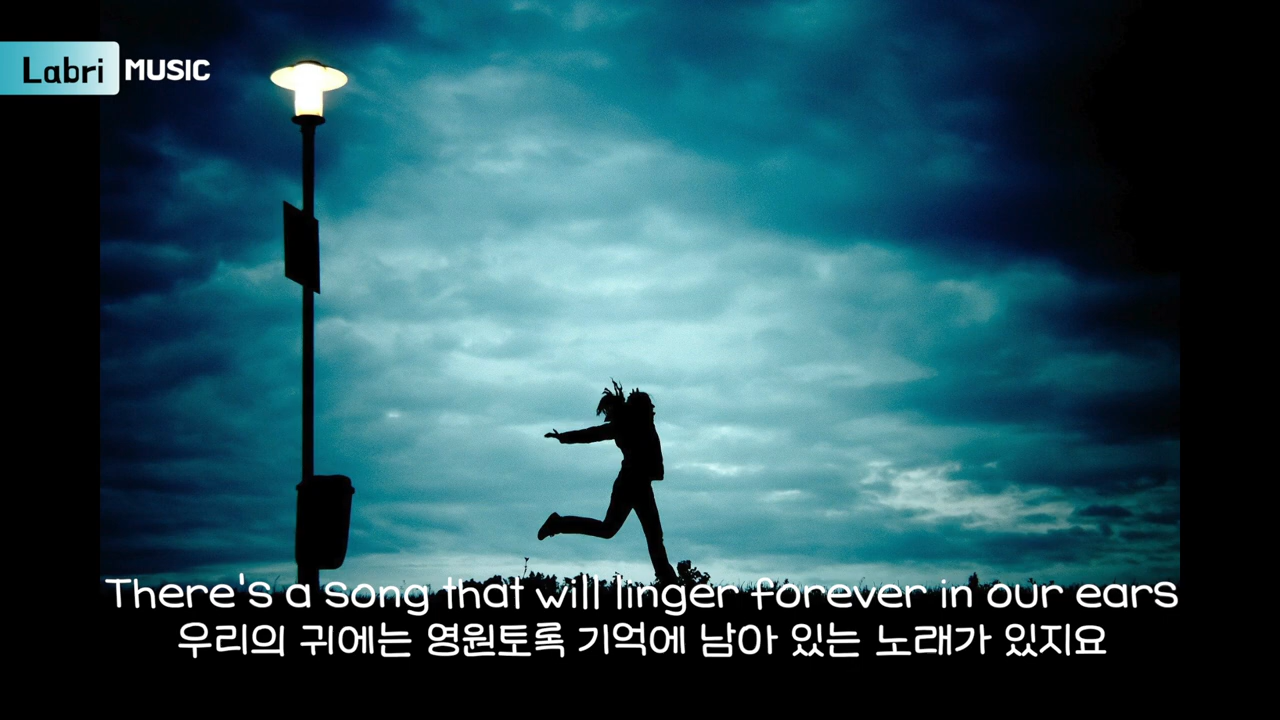 Labri MUSIC
There's a song that will linger forever in our ears
우리의 귀에는 영원토록 기억에 남아 있는 노래가 있지요